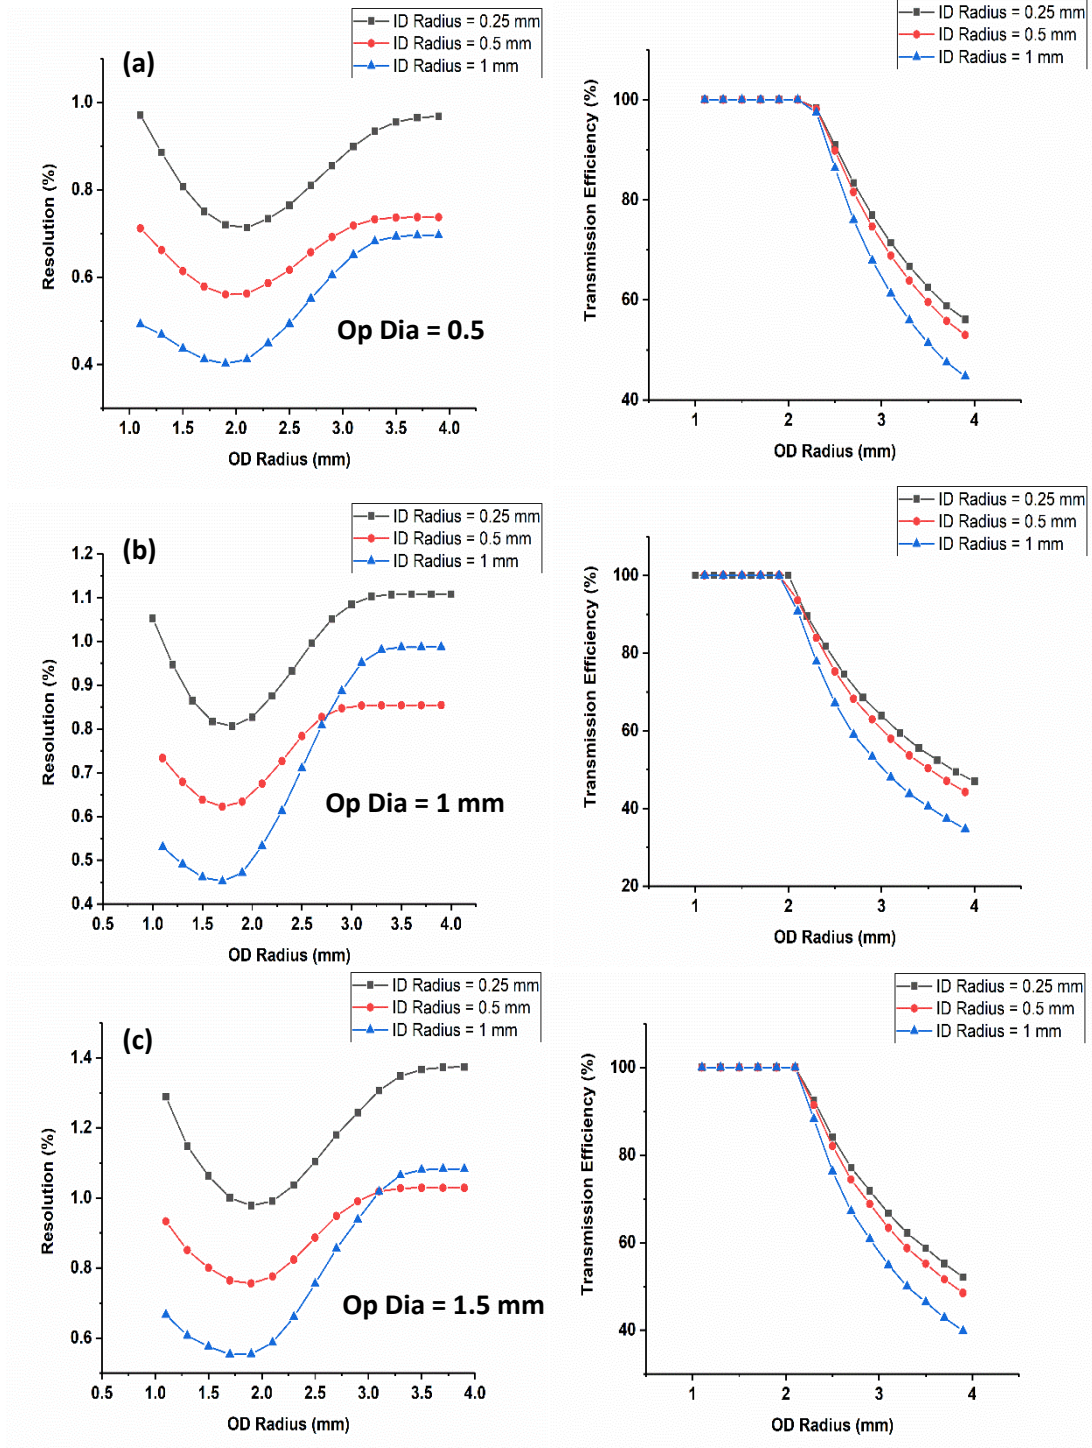 ID Radius = 0.25 mm
ID Radius = 0.5 mm
ID Radius = 1 mm
(a)
1.0
0.8
0.6
0.4
Resolution (%)
Op Dia = 0.5
1.0 1.5 2.0 2.5 3.0 3.5 4.0
OD Radius (mm)
ID Radius = 0.25 mm
ID Radius = 0.5 mm
ID Radius = 1 mm
100
80
60
40
Transmission Efficiency (%)
1 2 3 4
OD Radius (mm)
ID Radius = 0.25 mm
ID Radius = 0.5 mm
ID Radius = 1 mm
(b)
1.2
1.1
1.0
0.9
0.8
0.7
0.6
0.5
0.4
Resolution (%)
Op Dia = 1 mm
0.5 1.0 1.5 2.0 2.5 3.0 3.5 4.0
OD Radius (mm)
ID Radius = 0.25 mm
ID Radius = 0.5 mm
ID Radius = 1 mm
100
80
60
40
20
Transmission Efficiency (%)
1 2 3 4
OD Radius (mm)
ID Radius = 0.25 mm
ID Radius = 0.5 mm
ID Radius = 1 mm
(c)
1.4
1.2
1.0
0.8
0.6
Resolution (%)
Op Dia = 1.5 mm
0.5 1.0 1.5 2.0 2.5 3.0 3.5 4.0
OD Radius (mm)
ID Radius = 0.25 mm
ID Radius = 0.5 mm
ID Radius = 1 mm
100
80
60
40
Transmission Efficiency (%)
1 2 3 4
OD Radius (mm)